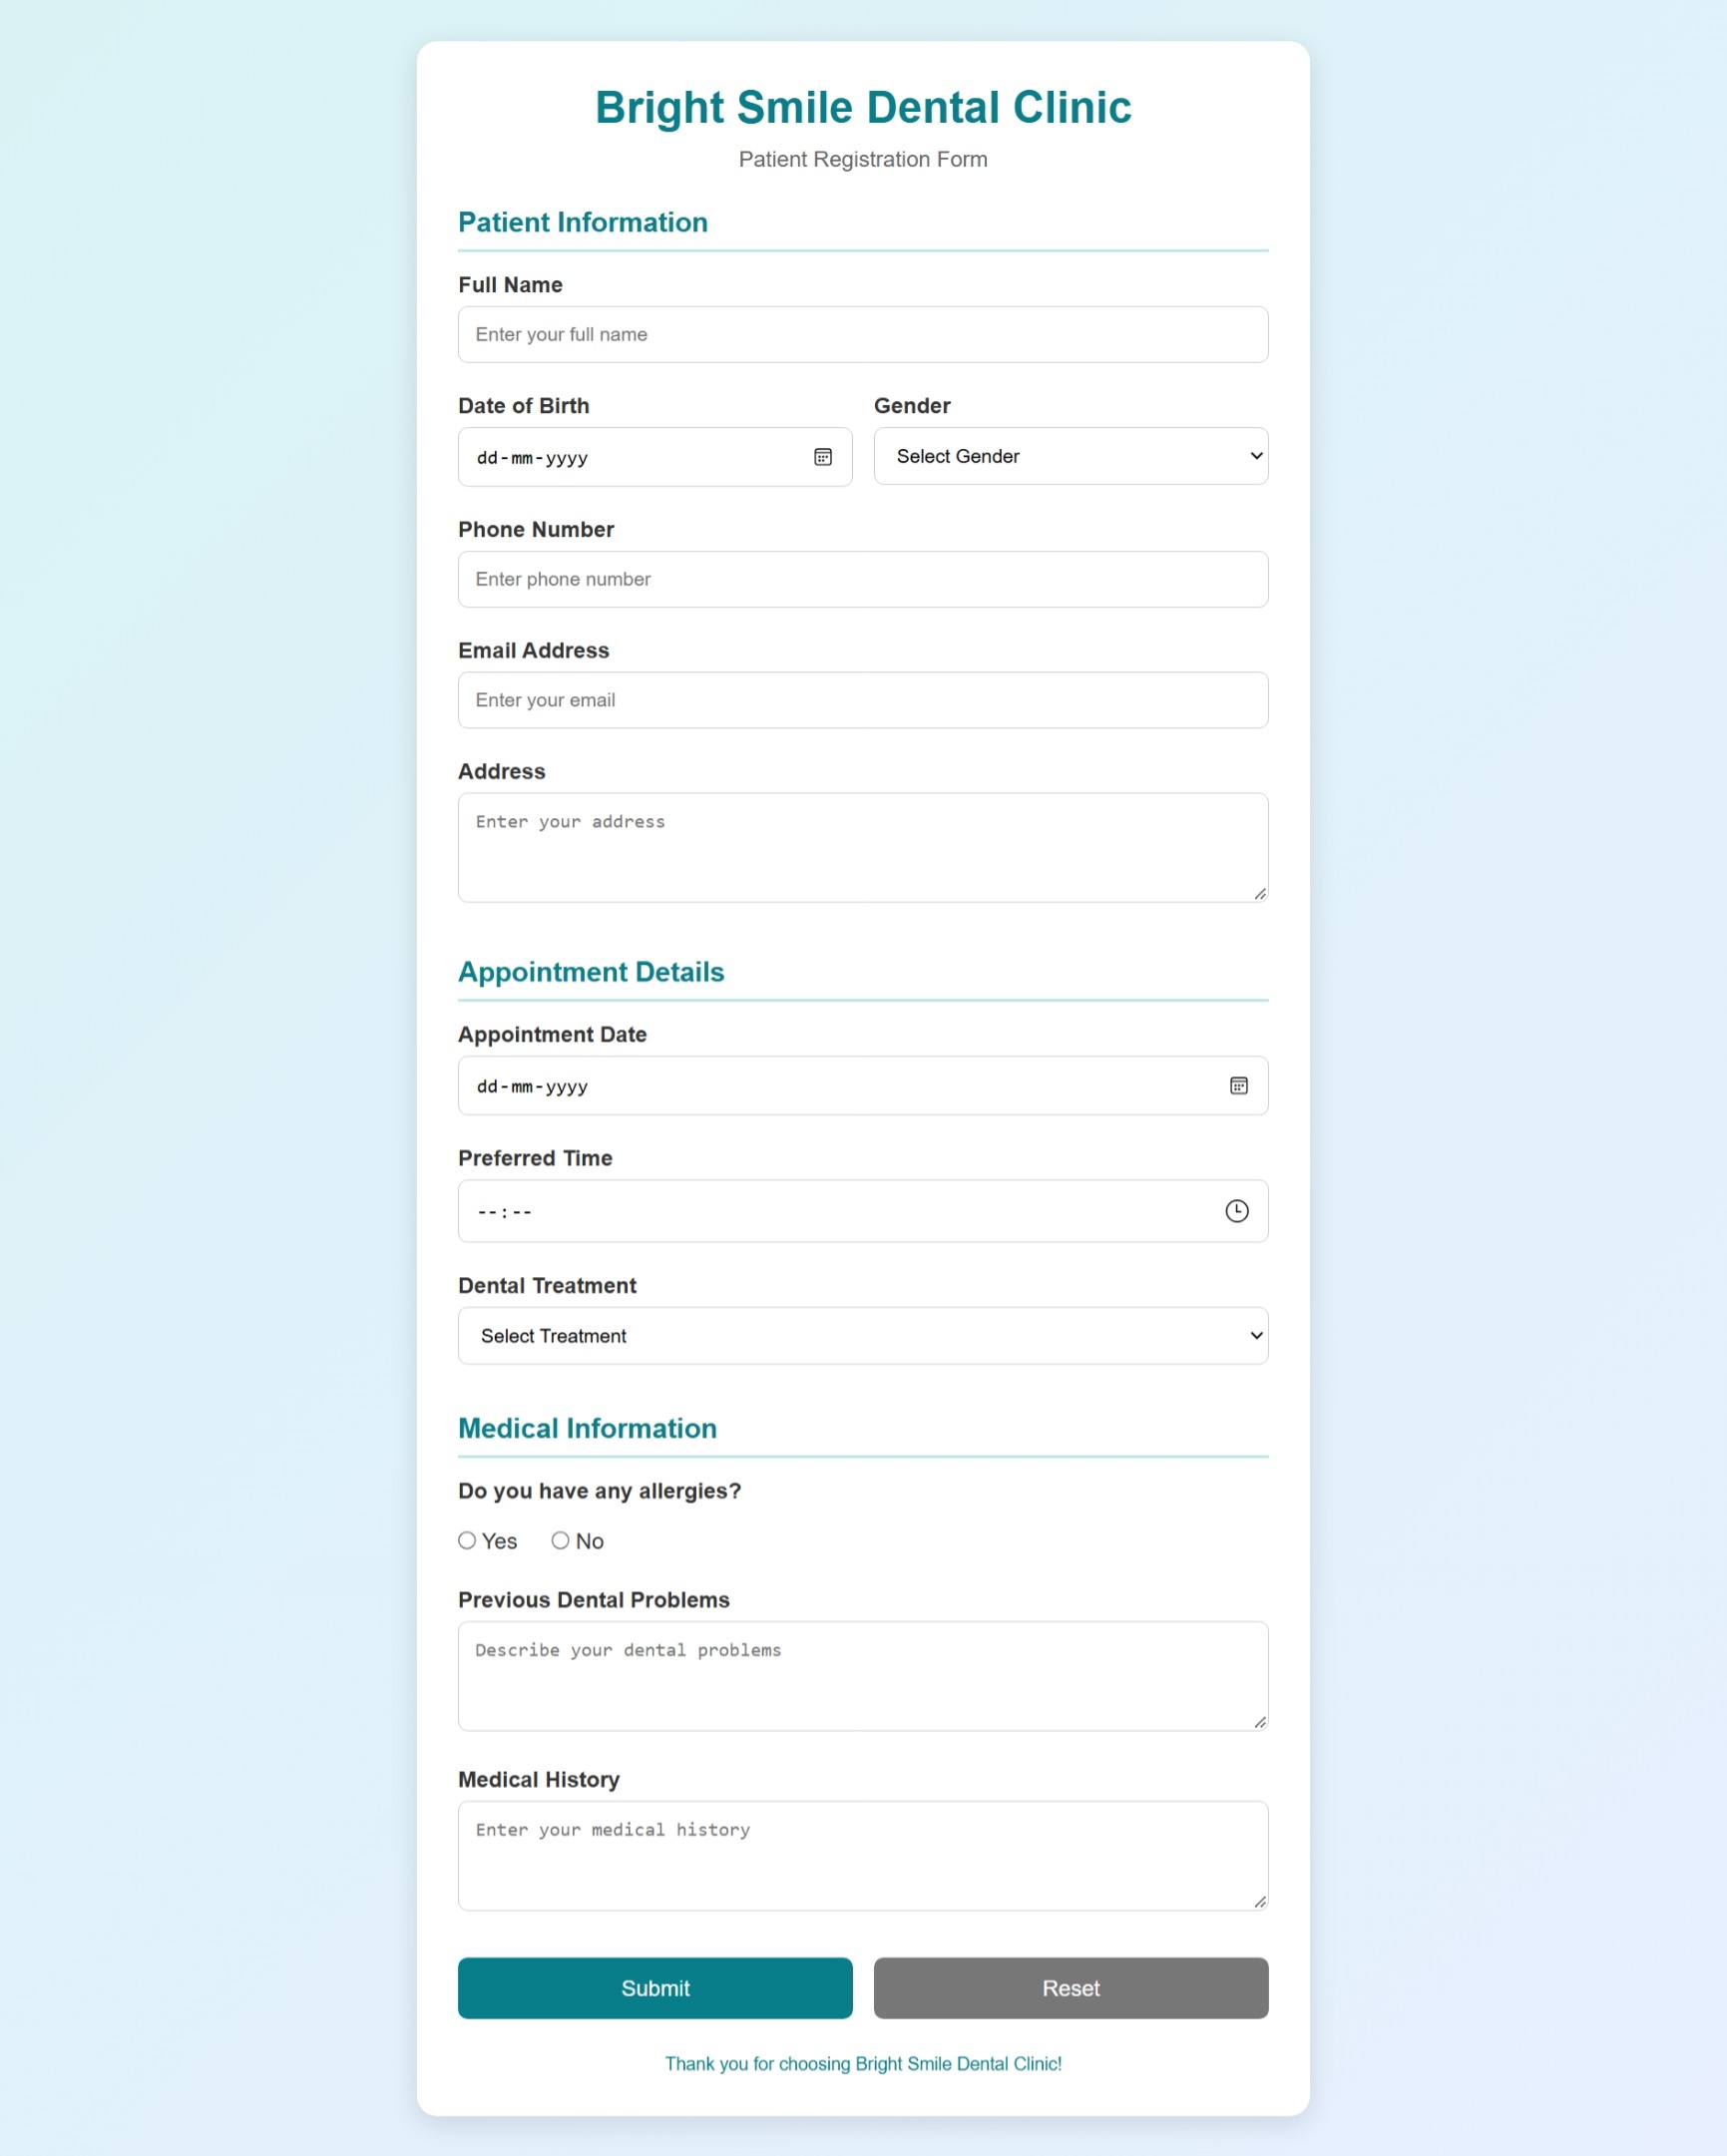 Bright Smile Dental Clinic
Patient Registration Form
Patient Information
Full Name
Enter your full name
Date of Birth
Gender
dd-mm-yyyy
Select Gender
Phone Number
Enter phone number
Email Address
Enter your email
Address
Enter your address
Appointment Details
Appointment Date
dd-mm-yyyy
Preferred Time
--:--
Dental Treatment
Select Treatment
Medical Information
Do you have any allergies?
Yes No
Previous Dental Problems
Describe your dental problems
Medical History
Enter your medical history
Submit
Reset
Thank you for choosing Bright Smile Dental Clinic!